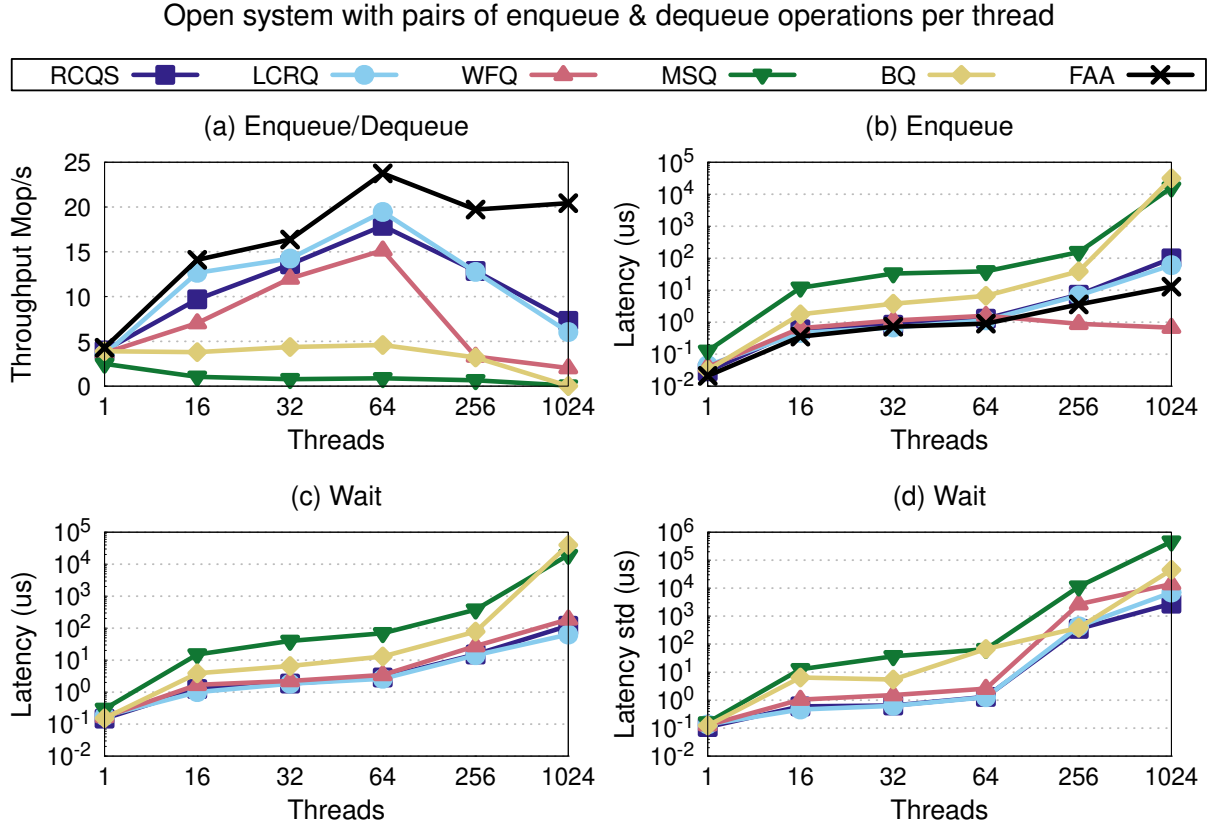 Open system with pairs of enqueue & dequeue operations per thread
RCQS LCRQ WFQ MSQ BQ FAA
(a) Enqueue/Dequeue
Throughput Mop/s
25
20
15
10
5
0
1 16 32 64 256 1024
Threads
(b) Enqueue
Latency (us)
10^5
10^4
10^3
10^2
10^1
10^0
10^-1
10^-2
1 16 32 64 256 1024
Threads
(c) Wait
Latency (us)
10^5
10^4
10^3
10^2
10^1
10^0
10^-1
10^-2
1 16 32 64 256 1024
Threads
(d) Wait
Latency std (us)
10^6
10^5
10^4
10^3
10^2
10^1
10^0
10^-1
10^-2
1 16 32 64 256 1024
Threads